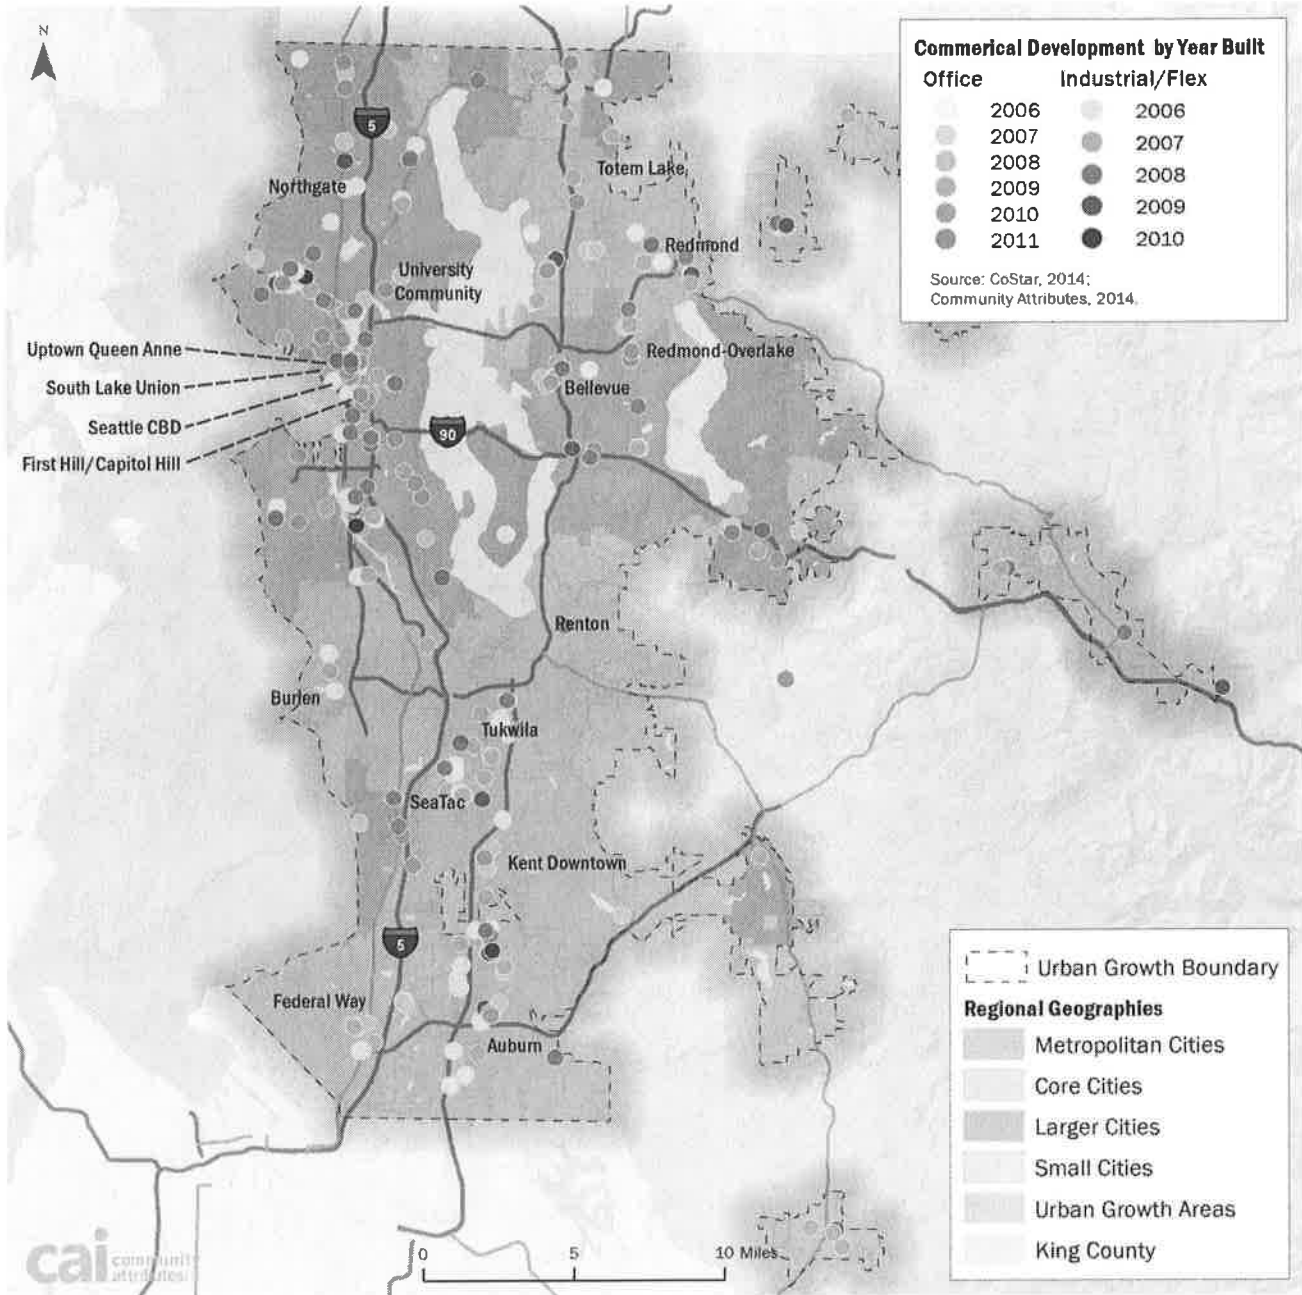 N
Commerical Development by Year Built
Office Industrial/Flex
2006 2006
2007 2007
2008 2008
2009 2009
2010 2010
2011
Source: CoStar, 2014;
Community Attributes, 2014.
5
Totem Lake
Northgate
Redmond
University
Community
Uptown Queen Anne
Redmond-Overlake
South Lake Union
Bellevue
Seattle CBD
90
First Hill/Capitol Hill
Renton
Burien
Tukwila
SeaTac
Kent Downtown
5
Federal Way
Auburn
Urban Growth Boundary
Regional Geographies
Metropolitan Cities
Core Cities
Larger Cities
Small Cities
Urban Growth Areas
King County
cai community
attributes
0 5 10 Miles